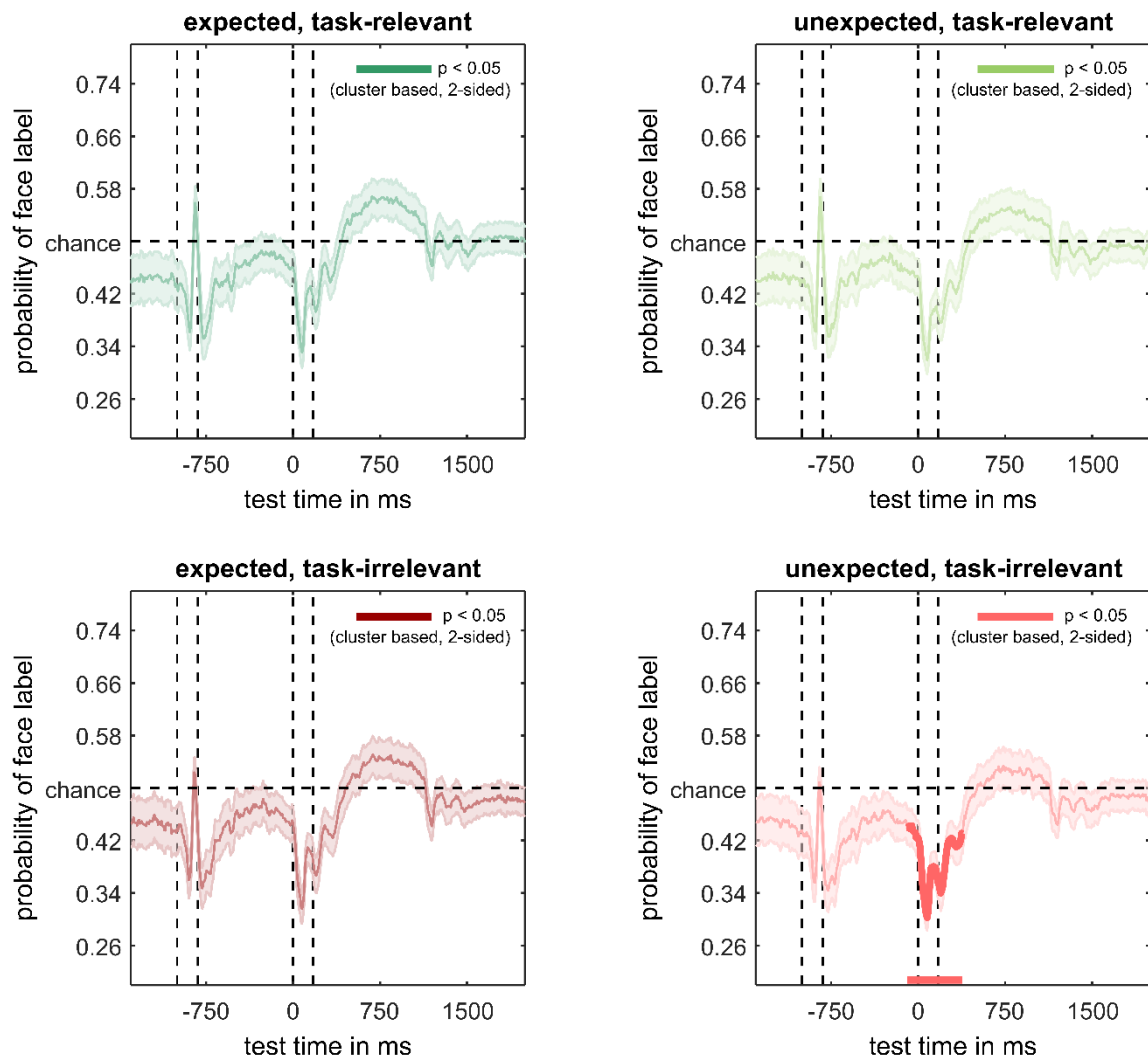 expected, task-relevant
p < 0.05
(cluster based, 2-sided)
probability of face label
0.74
0.66
0.58
chance
0.42
0.34
0.26
-750 0 750 1500
test time in ms
unexpected, task-relevant
p < 0.05
(cluster based, 2-sided)
probability of face label
0.74
0.66
0.58
chance
0.42
0.34
0.26
-750 0 750 1500
test time in ms
expected, task-irrelevant
p < 0.05
(cluster based, 2-sided)
probability of face label
0.74
0.66
0.58
chance
0.42
0.34
0.26
-750 0 750 1500
test time in ms
unexpected, task-irrelevant
p < 0.05
(cluster based, 2-sided)
probability of face label
0.74
0.66
0.58
chance
0.42
0.34
0.26
-750 0 750 1500
test time in ms